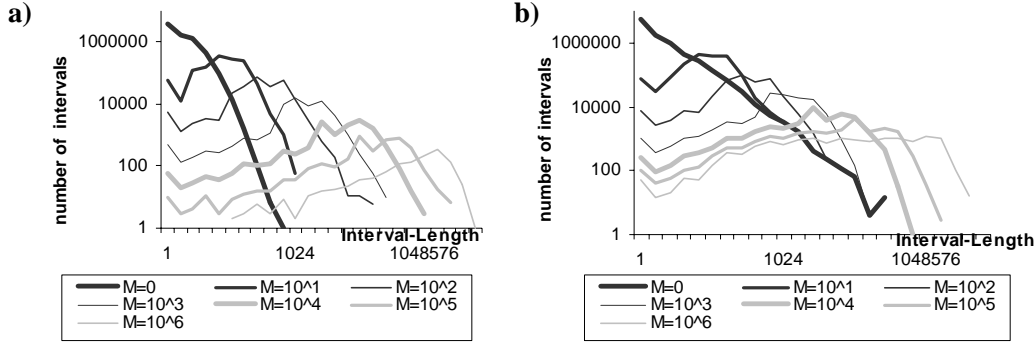 a)
number of intervals
1000000
10000
100
1
Interval-Length
1 1024 1048576
M=0 M=10^1 M=10^2
M=10^3 M=10^4 M=10^5
M=10^6
b)
number of intervals
1000000
10000
100
1
Interval-Length
1 1024 1048576
M=0 M=10^1 M=10^2
M=10^3 M=10^4 M=10^5
M=10^6